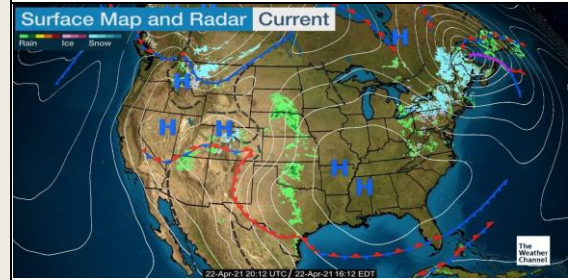 Surface Map and Radar Current
Rain Ice Snow
H
H
H
H
H
H
The
Weather
Channel
22-Apr-21 20:12 UTC / 22-Apr-21 16:12 EDT